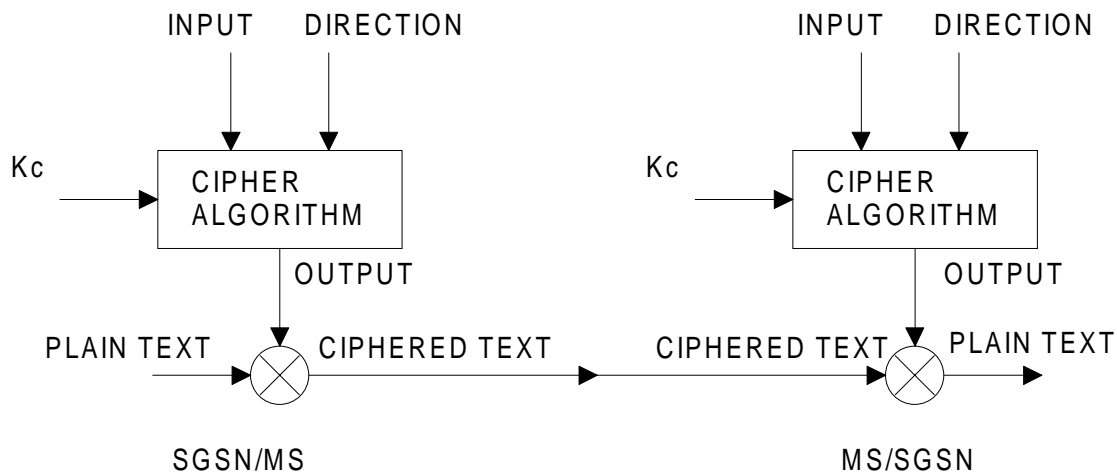 INPUT DIRECTION INPUT DIRECTION
Kc CIPHER ALGORITHM Kc CIPHER ALGORITHM
OUTPUT OUTPUT
PLAIN TEXT CIPHERED TEXT CIPHERED TEXT PLAIN TEXT
SGSN/MS MS/SGSN